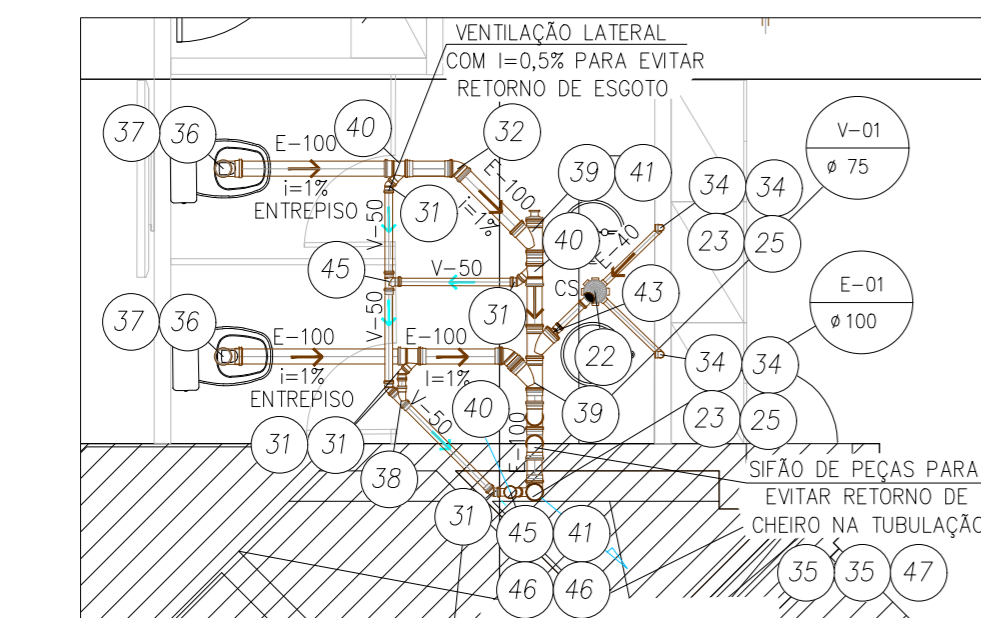 VENTILAÇÃO LATERAL
COM I=0,5% PARA EVITAR
RETORNO DE ESGOTO
37
36
E-100
40
32
i=1%
ENTREPISO
31
E-100
i=1%
39
41
34
34
V-01
ø 75
V-50
40
E-40
23
25
45
V-50
CS
43
E-01
ø 100
31
V-50
37
36
E-100
E-100
22
i=1%
I=1%
ENTREPISO
34
34
V-50
40
39
23
25
31
31
E-100
38
SIFÃO DE PEÇAS PARA
EVITAR RETORNO DE
CHEIRO NA TUBULAÇÃO
31
45
41
46
46
35
35
47